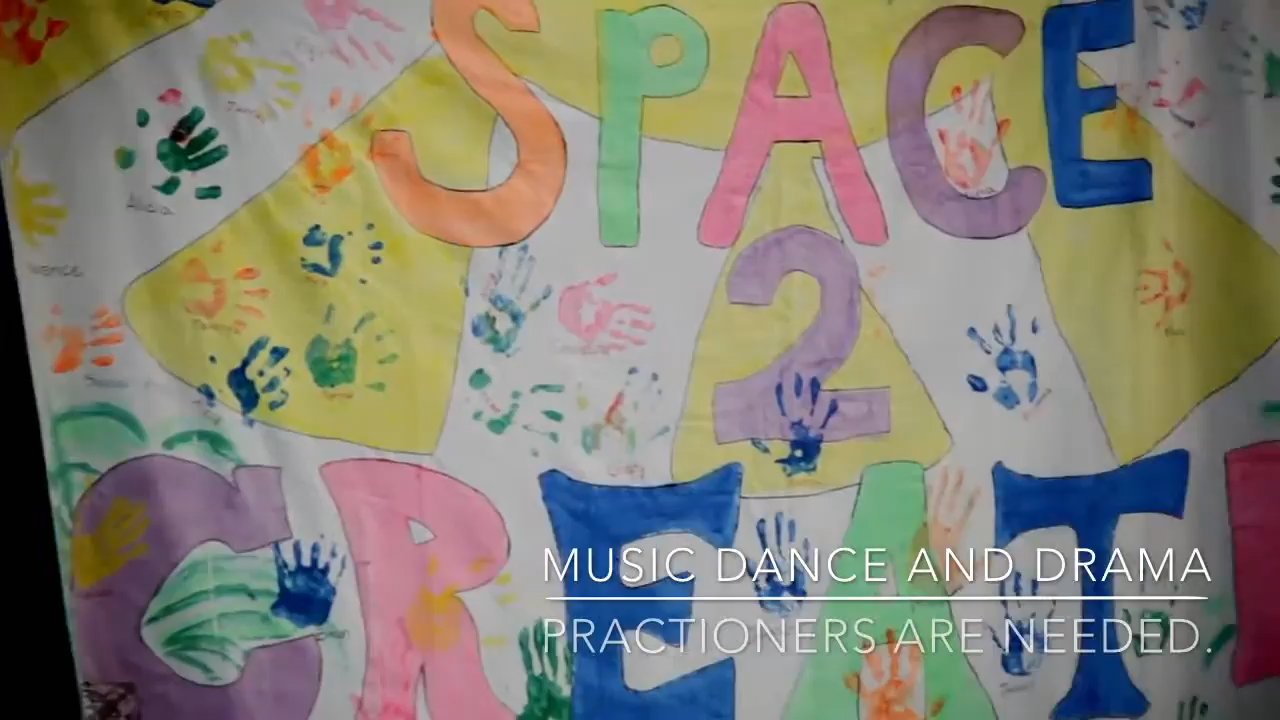 SPACE
2
CREATE
MUSIC DANCE AND DRAMA
PRACTIONERS ARE NEEDED.